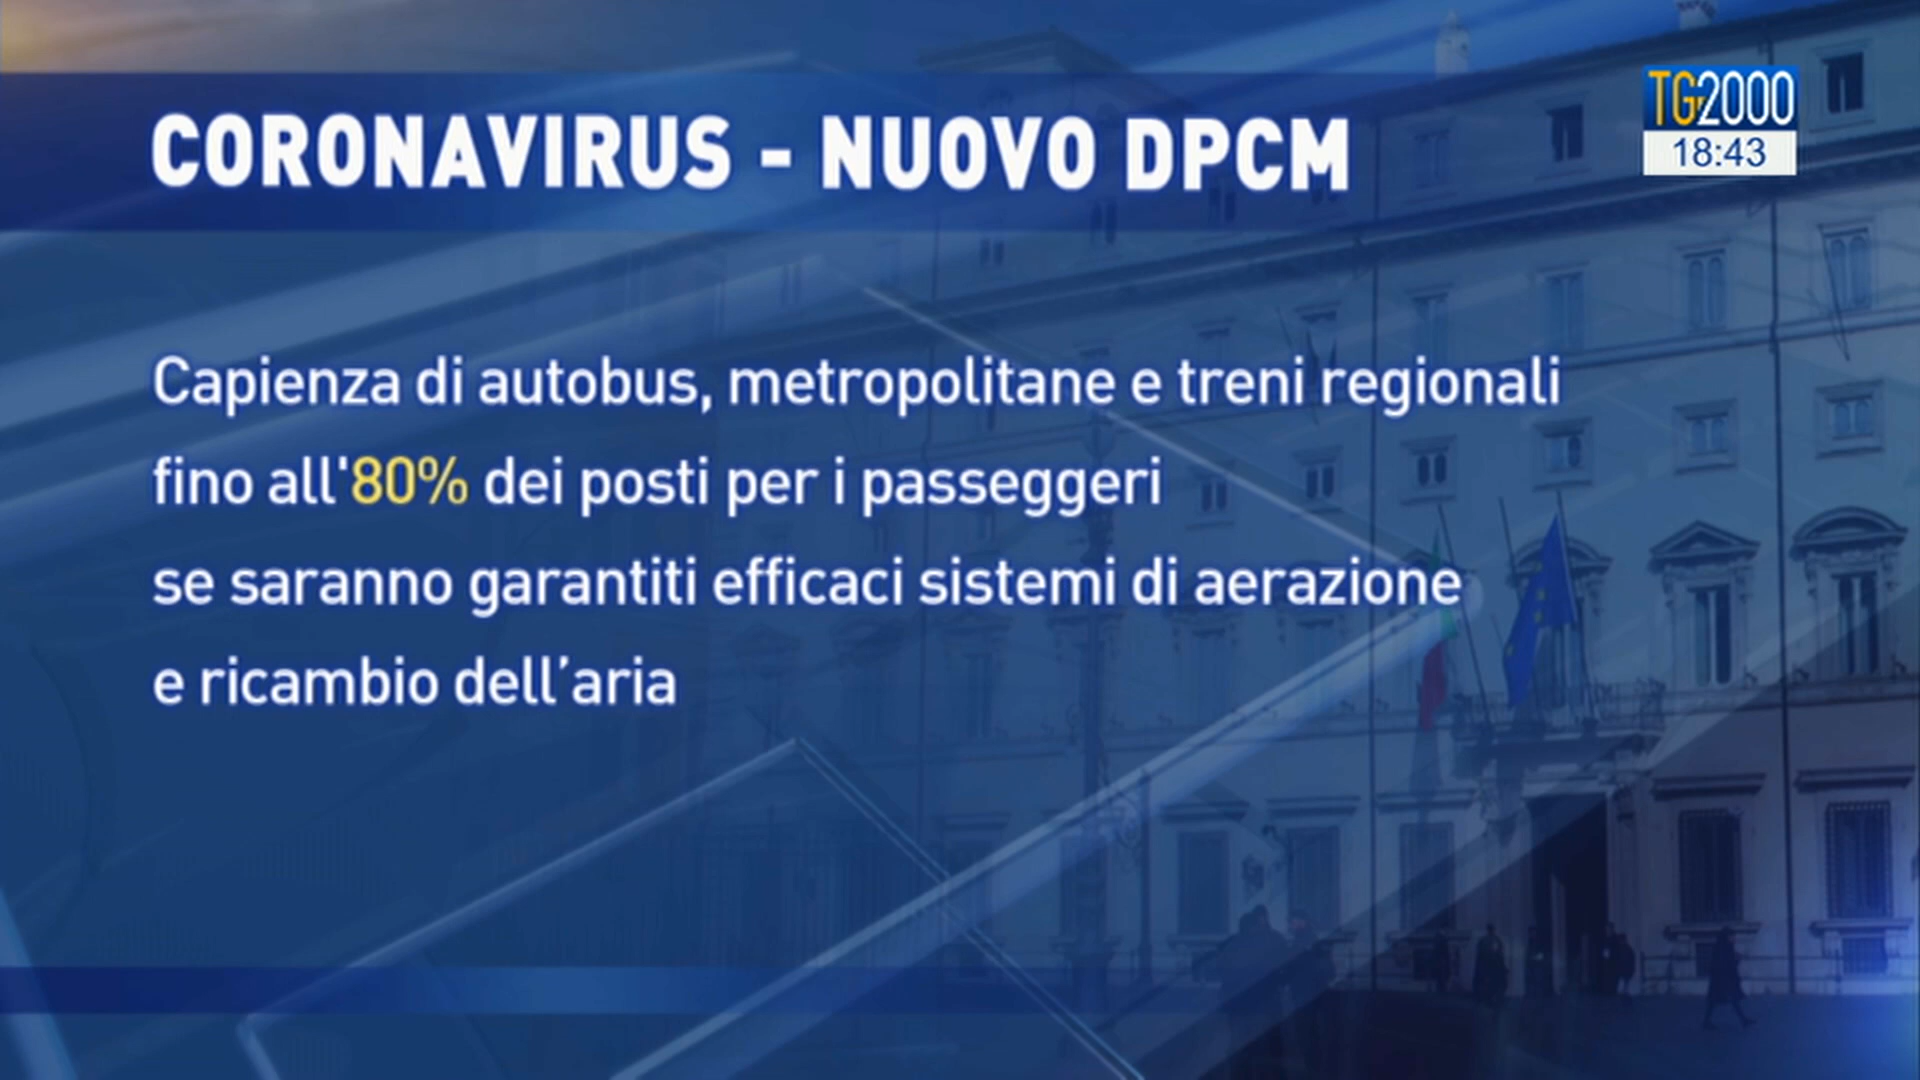 CORONAVIRUS - NUOVO DPCM
TG2000
18:43
Capienza di autobus, metropolitane e treni regionali
fino all'80% dei posti per i passeggeri
se saranno garantiti efficaci sistemi di aerazione
e ricambio dell’aria